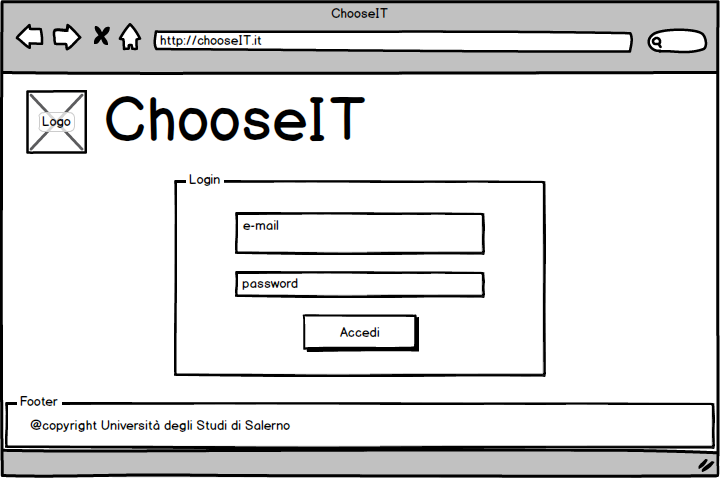 ChooseIT
http://chooseIT.it
Logo
ChooseIT
Login
e-mail
password
Accedi
Footer
@copyright Università degli Studi di Salerno